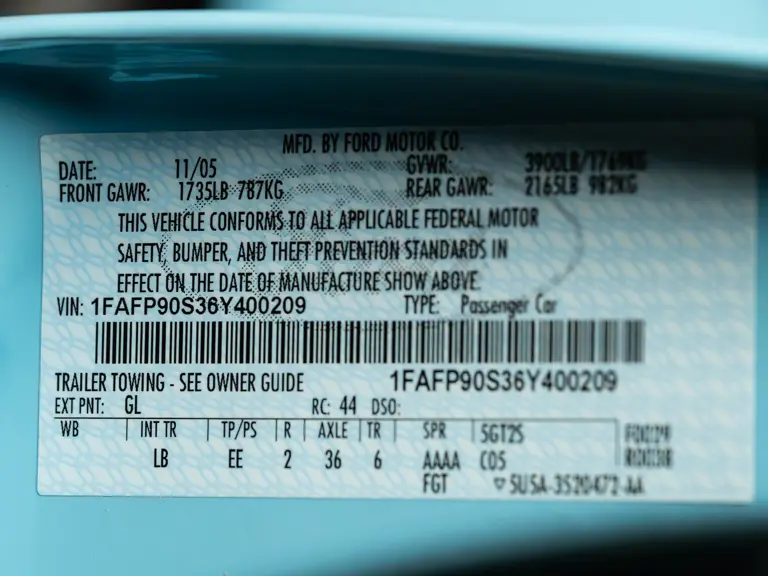 MFD. BY FORD MOTOR CO.
DATE: 11/05 GVWR: 3900LB/1769KG
FRONT GAWR: 1735LB 787KG REAR GAWR: 2165LB 982KG
THIS VEHICLE CONFORMS TO ALL APPLICABLE FEDERAL MOTOR
SAFETY, BUMPER, AND THEFT PREVENTION STANDARDS IN
EFFECT ON THE DATE OF MANUFACTURE SHOW ABOVE.
VIN: 1FAFP90S36Y400209 TYPE: Passenger Car
TRAILER TOWING - SEE OWNER GUIDE 1FAFP90S36Y400209
EXT PNT: GL RC: 44 DSO:
WB INT TR TP/PS R AXLE TR SPR 5GT2S
LB EE 2 36 6 AAAA COS
FGT ▽5U5A-3520472-AA